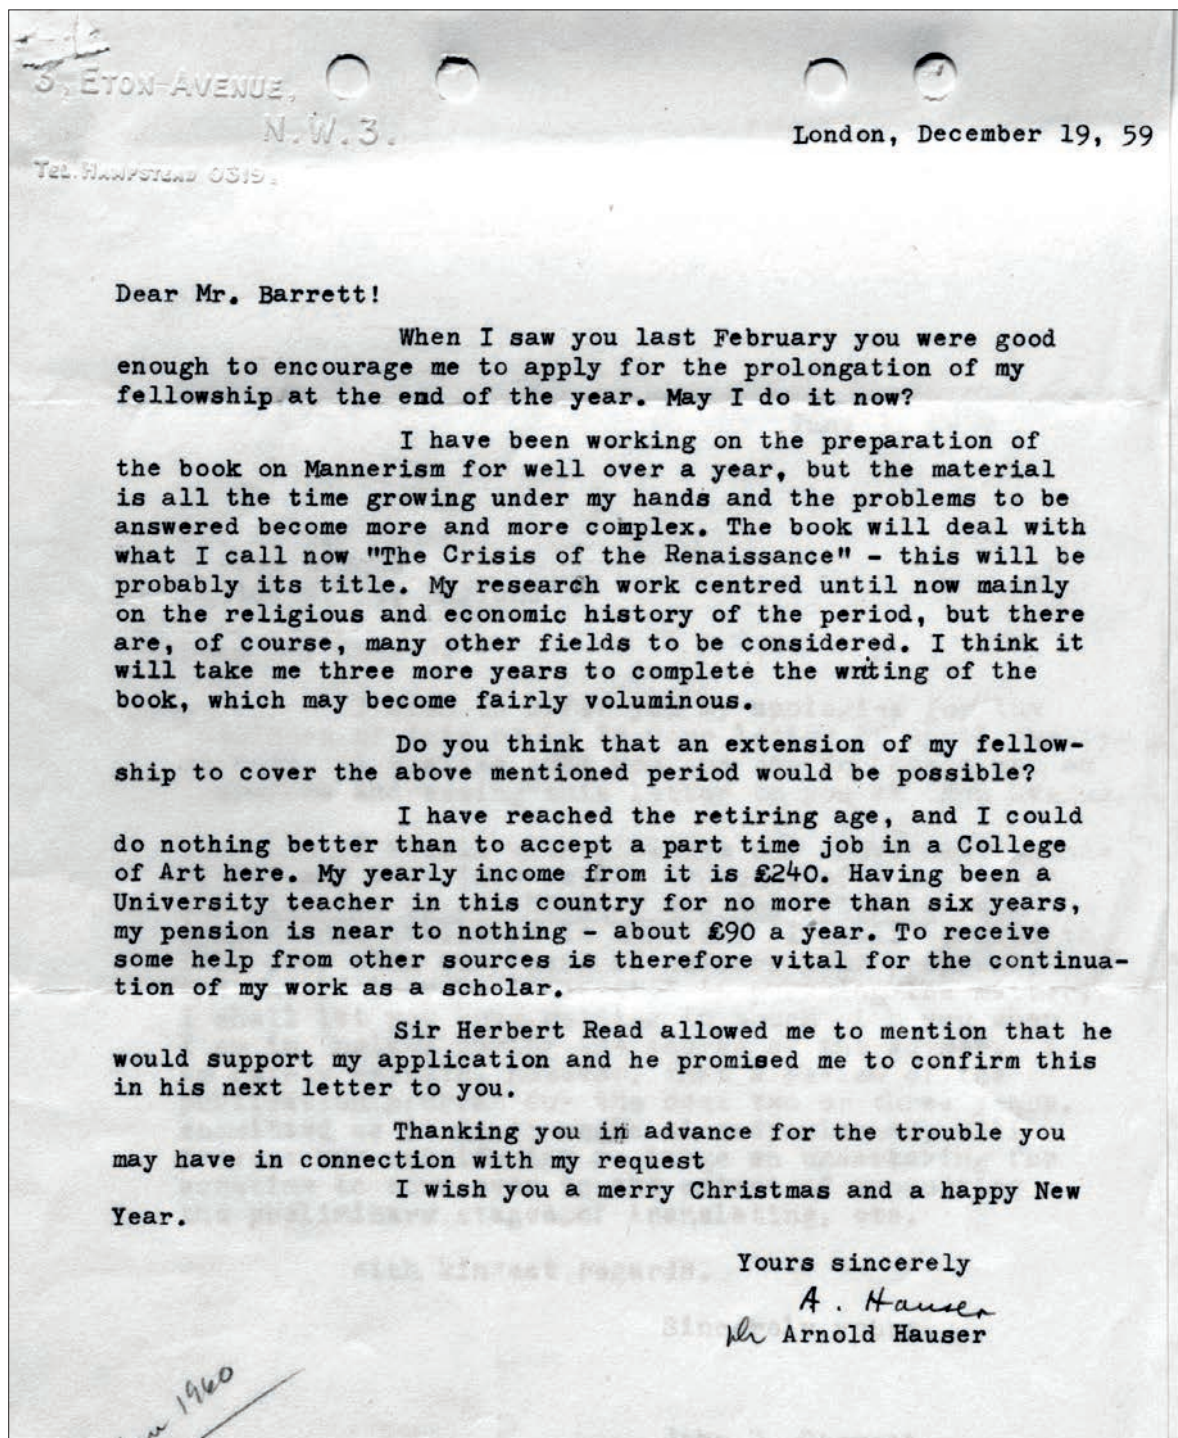 3, ETON AVENUE,
N.W.3.
TEL. HAMPSTEAD 0319.
London, December 19, 59
Dear Mr. Barrett!
When I saw you last February you were good
enough to encourage me to apply for the prolongation of my
fellowship at the end of the year. May I do it now?
I have been working on the preparation of
the book on Mannerism for well over a year, but the material
is all the time growing under my hands and the problems to be
answered become more and more complex. The book will deal with
what I call now "The Crisis of the Renaissance" - this will be
probably its title. My research work centred until now mainly
on the religious and economic history of the period, but there
are, of course, many other fields to be considered. I think it
will take me three more years to complete the writing of the
book, which may become fairly voluminous.
Do you think that an extension of my fellow-
ship to cover the above mentioned period would be possible?
I have reached the retiring age, and I could
do nothing better than to accept a part time job in a College
of Art here. My yearly income from it is £240. Having been a
University teacher in this country for no more than six years,
my pension is near to nothing - about £90 a year. To receive
some help from other sources is therefore vital for the continua-
tion of my work as a scholar.
Sir Herbert Read allowed me to mention that he
would support my application and he promised me to confirm this
in his next letter to you.
Thanking you in advance for the trouble you
may have in connection with my request
I wish you a merry Christmas and a happy New
Year.
Yours sincerely
A. Hauser
Dr Arnold Hauser
1960